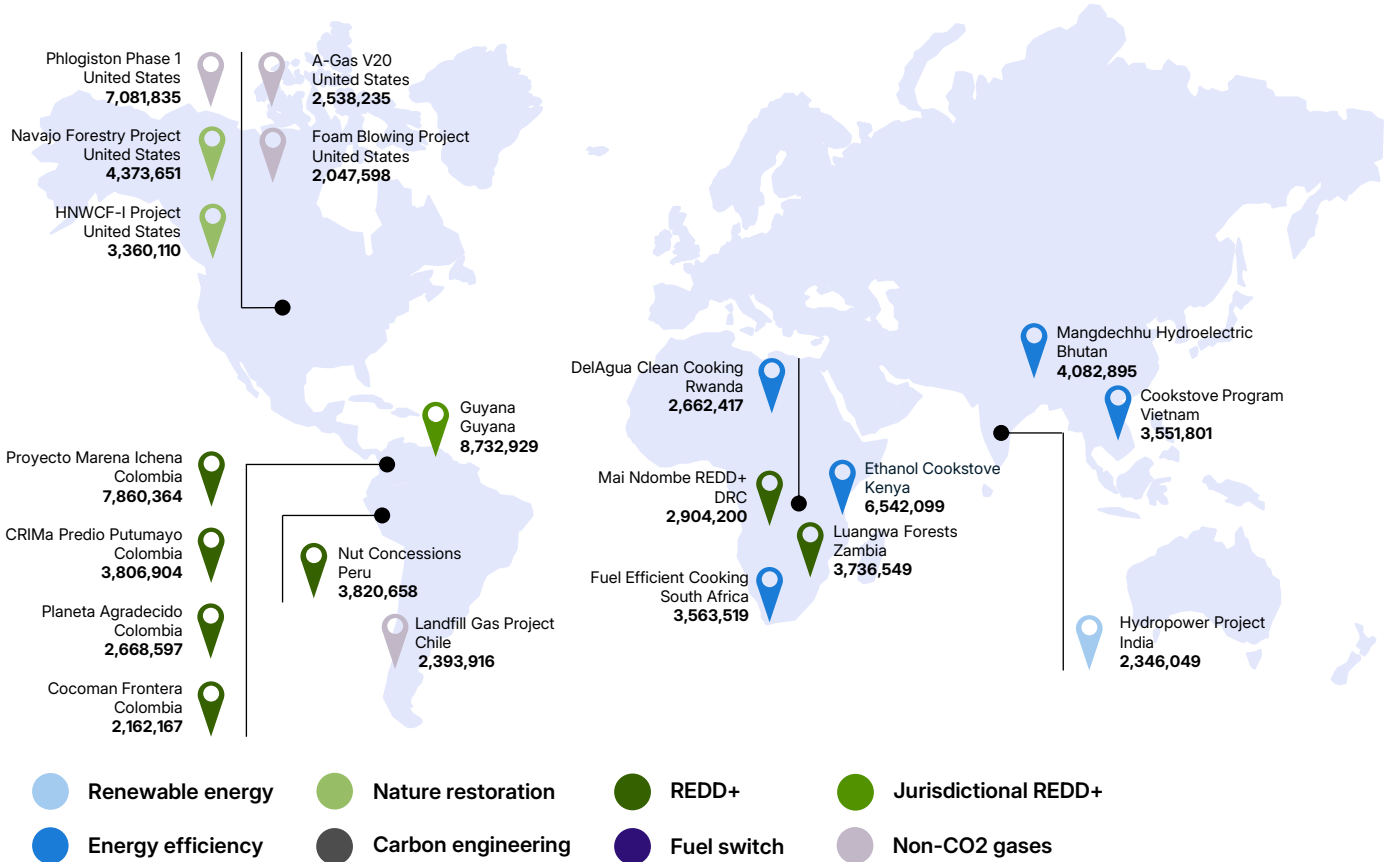 Phlogiston Phase 1
United States
7,081,835
A-Gas V20
United States
2,538,235
Navajo Forestry Project
United States
4,373,651
Foam Blowing Project
United States
2,047,598
HNWCF-I Project
United States
3,360,110
Mangdechhu Hydroelectric
Bhutan
4,082,895
DelAgua Clean Cooking
Rwanda
2,662,417
Cookstove Program
Vietnam
3,551,801
Guyana
Guyana
8,732,929
Proyecto Marena Ichena
Colombia
7,860,364
Mai Ndombe REDD+
DRC
2,904,200
Ethanol Cookstove
Kenya
6,542,099
CRIMa Predio Putumayo
Colombia
3,806,904
Nut Concessions
Peru
3,820,658
Luangwa Forests
Zambia
3,736,549
Fuel Efficient Cooking
South Africa
3,563,519
Planeta Agradecido
Colombia
2,668,597
Landfill Gas Project
Chile
2,393,916
Hydropower Project
India
2,346,049
Cocoman Frontera
Colombia
2,162,167
Renewable energy
Nature restoration
REDD+
Jurisdictional REDD+
Energy efficiency
Carbon engineering
Fuel switch
Non-CO2 gases